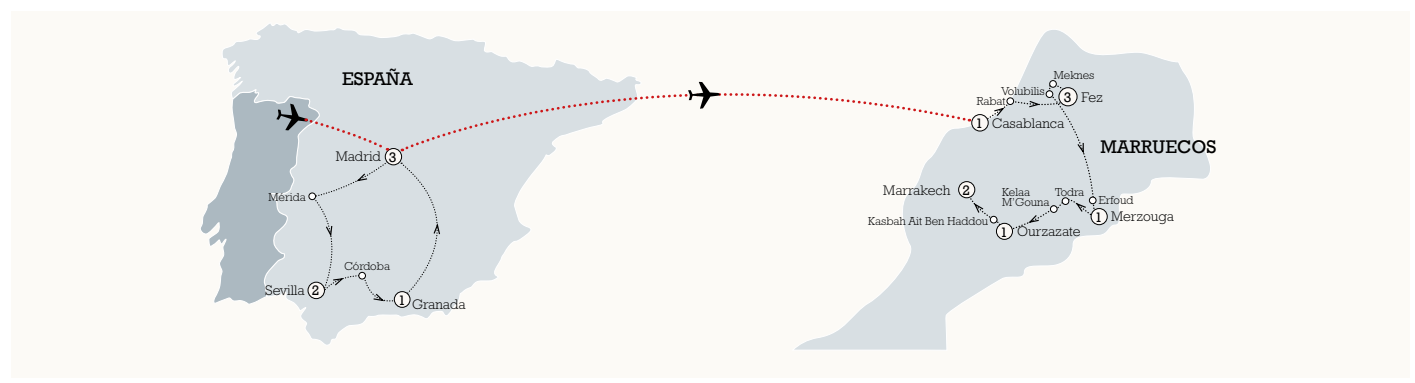 ESPAÑA
Madrid
3
Mérida
Sevilla
2
Córdoba
1
Granada
Meknes
Volubilis
Rabat
3
Fez
1
Casablanca
MARRUECOS
Marrakech
2
Kelaa
M'Gouna
Todra
Erfoud
1
Merzouga
Kasbah Ait Ben Haddou
1
Ourzazate